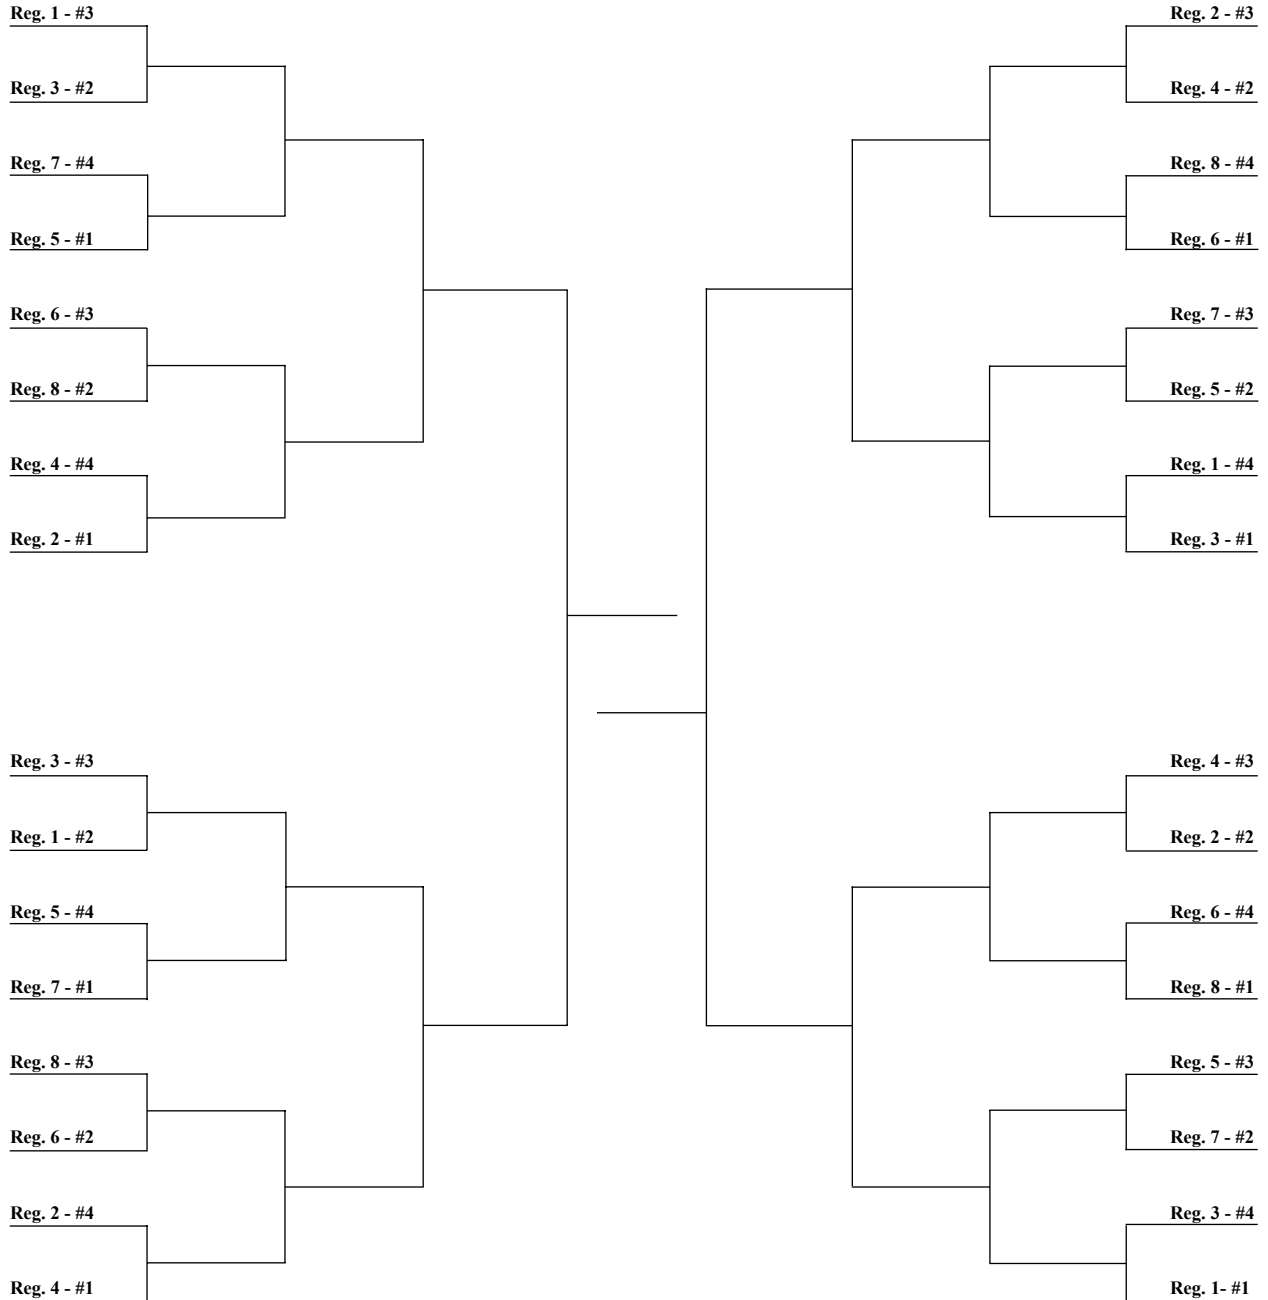 Reg. 1 - #3
Reg. 3 - #2
Reg. 7 - #4
Reg. 5 - #1
Reg. 6 - #3
Reg. 8 - #2
Reg. 4 - #4
Reg. 2 - #1
Reg. 3 - #3
Reg. 1 - #2
Reg. 5 - #4
Reg. 7 - #1
Reg. 8 - #3
Reg. 6 - #2
Reg. 2 - #4
Reg. 4 - #1
Reg. 2 - #3
Reg. 4 - #2
Reg. 8 - #4
Reg. 6 - #1
Reg. 7 - #3
Reg. 5 - #2
Reg. 1 - #4
Reg. 3 - #1
Reg. 4 - #3
Reg. 2 - #2
Reg. 6 - #4
Reg. 8 - #1
Reg. 5 - #3
Reg. 7 - #2
Reg. 3 - #4
Reg. 1- #1